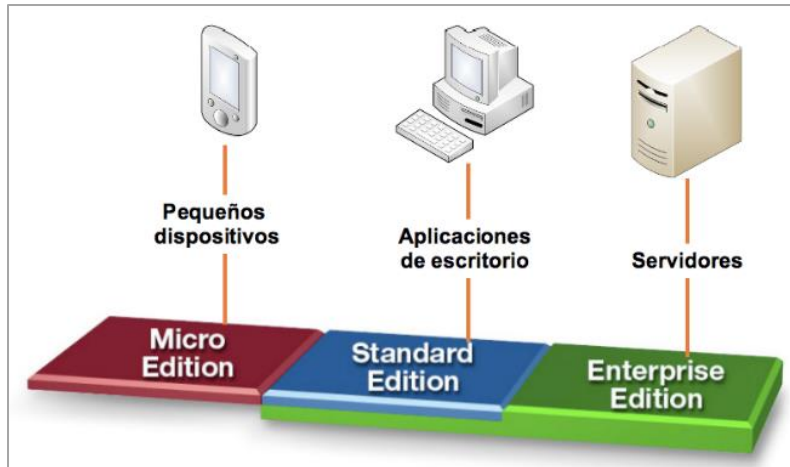 Pequeños
dispositivos
Aplicaciones
de escritorio
Servidores
Micro
Edition
Standard
Edition
Enterprise
Edition